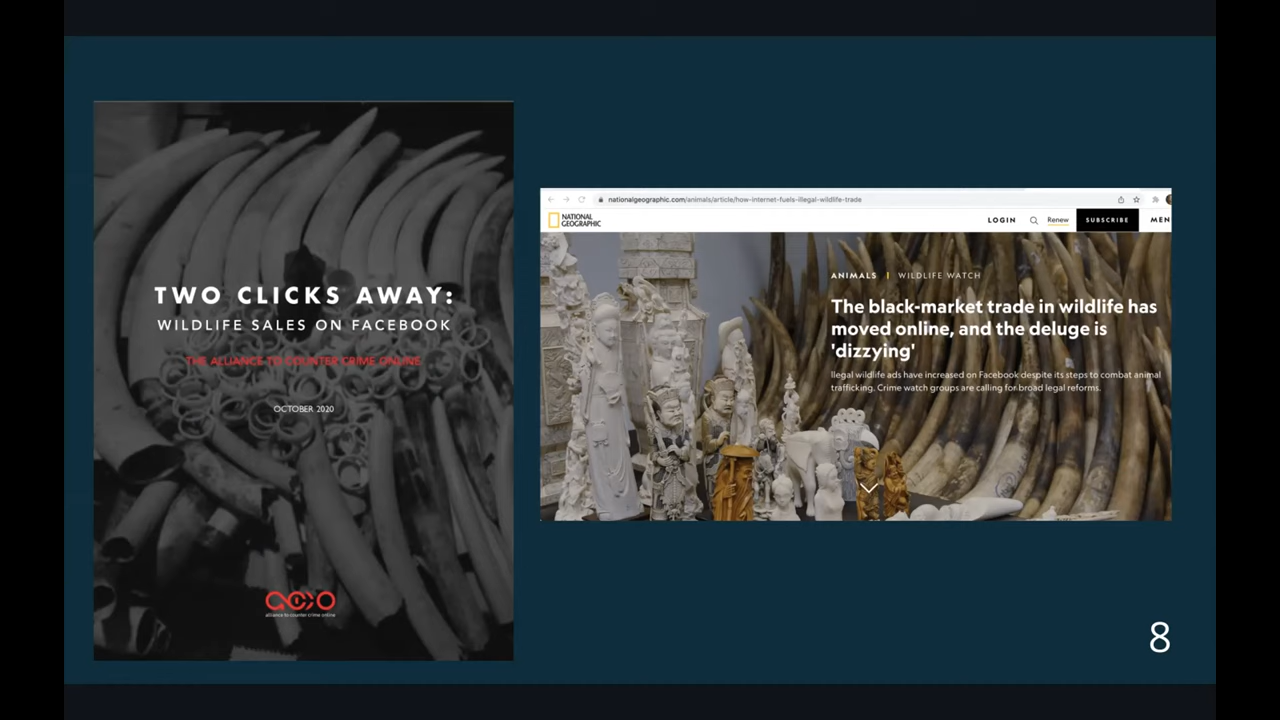 TWO CLICKS AWAY:
WILDLIFE SALES ON FACEBOOK
THE ALLIANCE TO COUNTER CRIME ONLINE
OCTOBER 2020
acco
alliance to counter crime online
nationalgeographic.com/animals/article/how-internet-fuels-illegal-wildlife-trade
NATIONAL
GEOGRAPHIC
LOGIN
Renew
SUBSCRIBE
MEN
ANIMALS | WILDLIFE WATCH
The black-market trade in wildlife has
moved online, and the deluge is
'dizzying'
llegal wildlife ads have increased on Facebook despite its steps to combat animal
trafficking. Crime watch groups are calling for broad legal reforms.
8